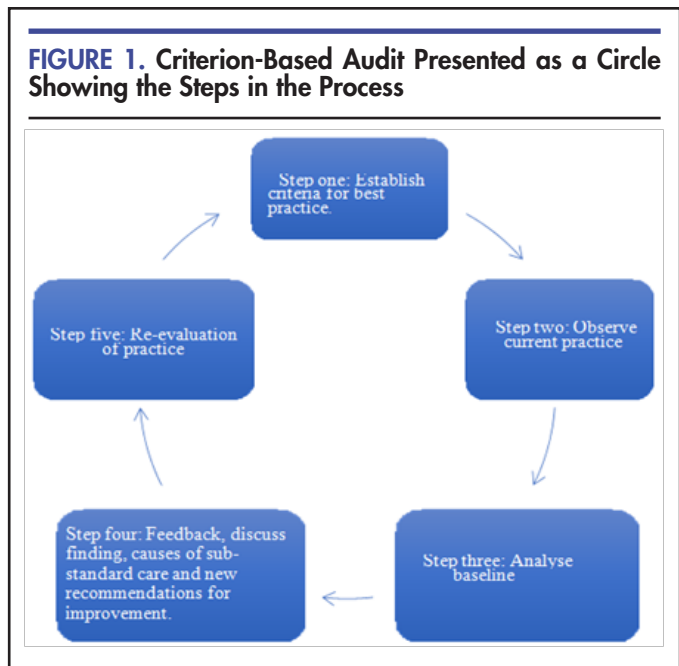 FIGURE 1. Criterion-Based Audit Presented as a Circle
Showing the Steps in the Process
Step one: Establish
criteria for best
practice.
Step two: Observe
current practice
Step three: Analyse
baseline
Step four: Feedback, discuss
finding, causes of sub-
standard care and new
recommendations for
improvement.
Step five: Re-evaluation
of practice